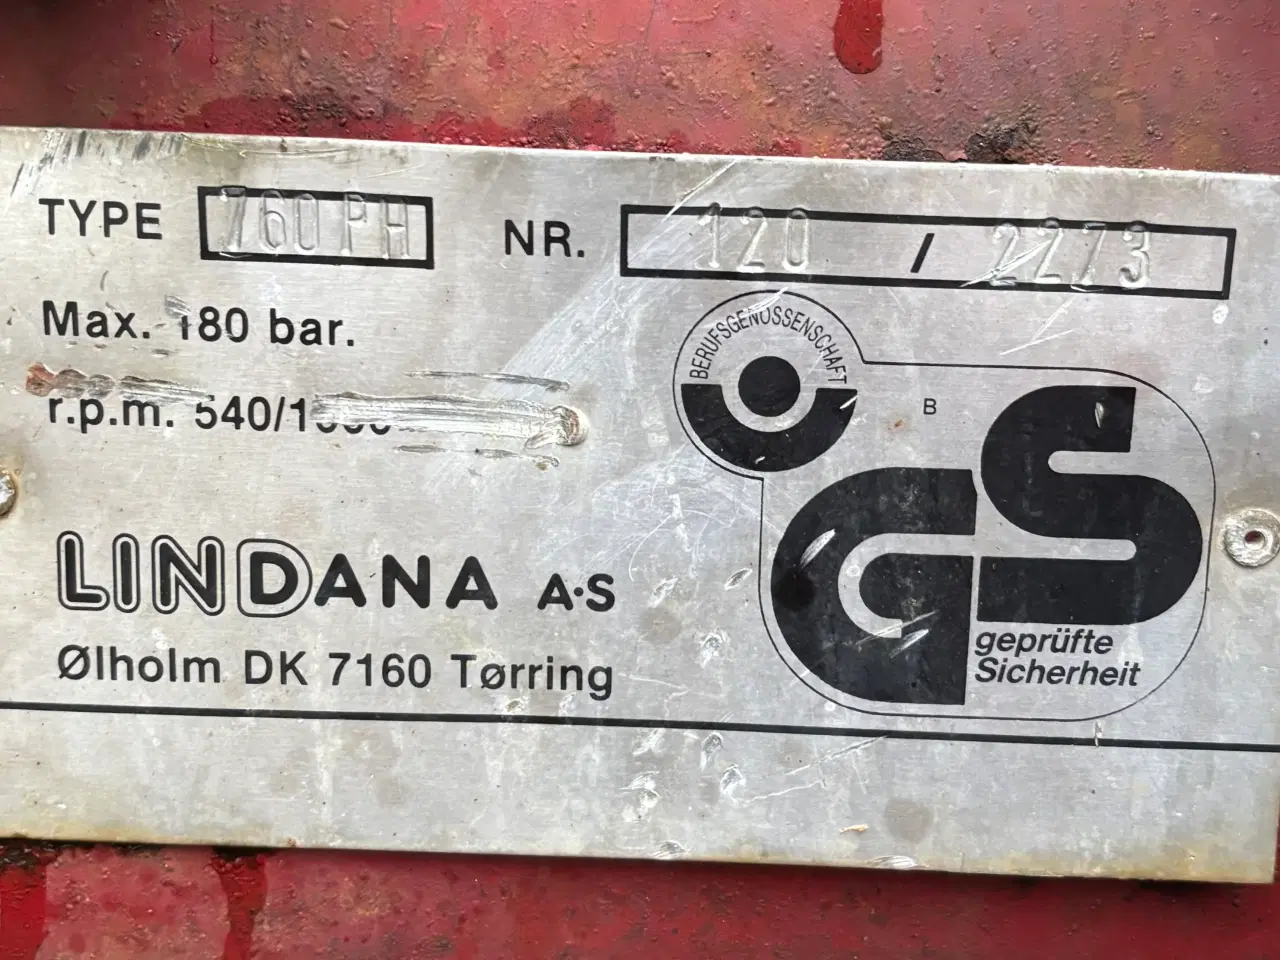 TYPE 760 PH NR. 120 / 2273
Max. 180 bar.
r.p.m. 540/1000
BERUFSGENOSSENSCHAFT
B
GS
geprüfte
Sicherheit
LINDANA A·S
Ølholm DK 7160 Tørring